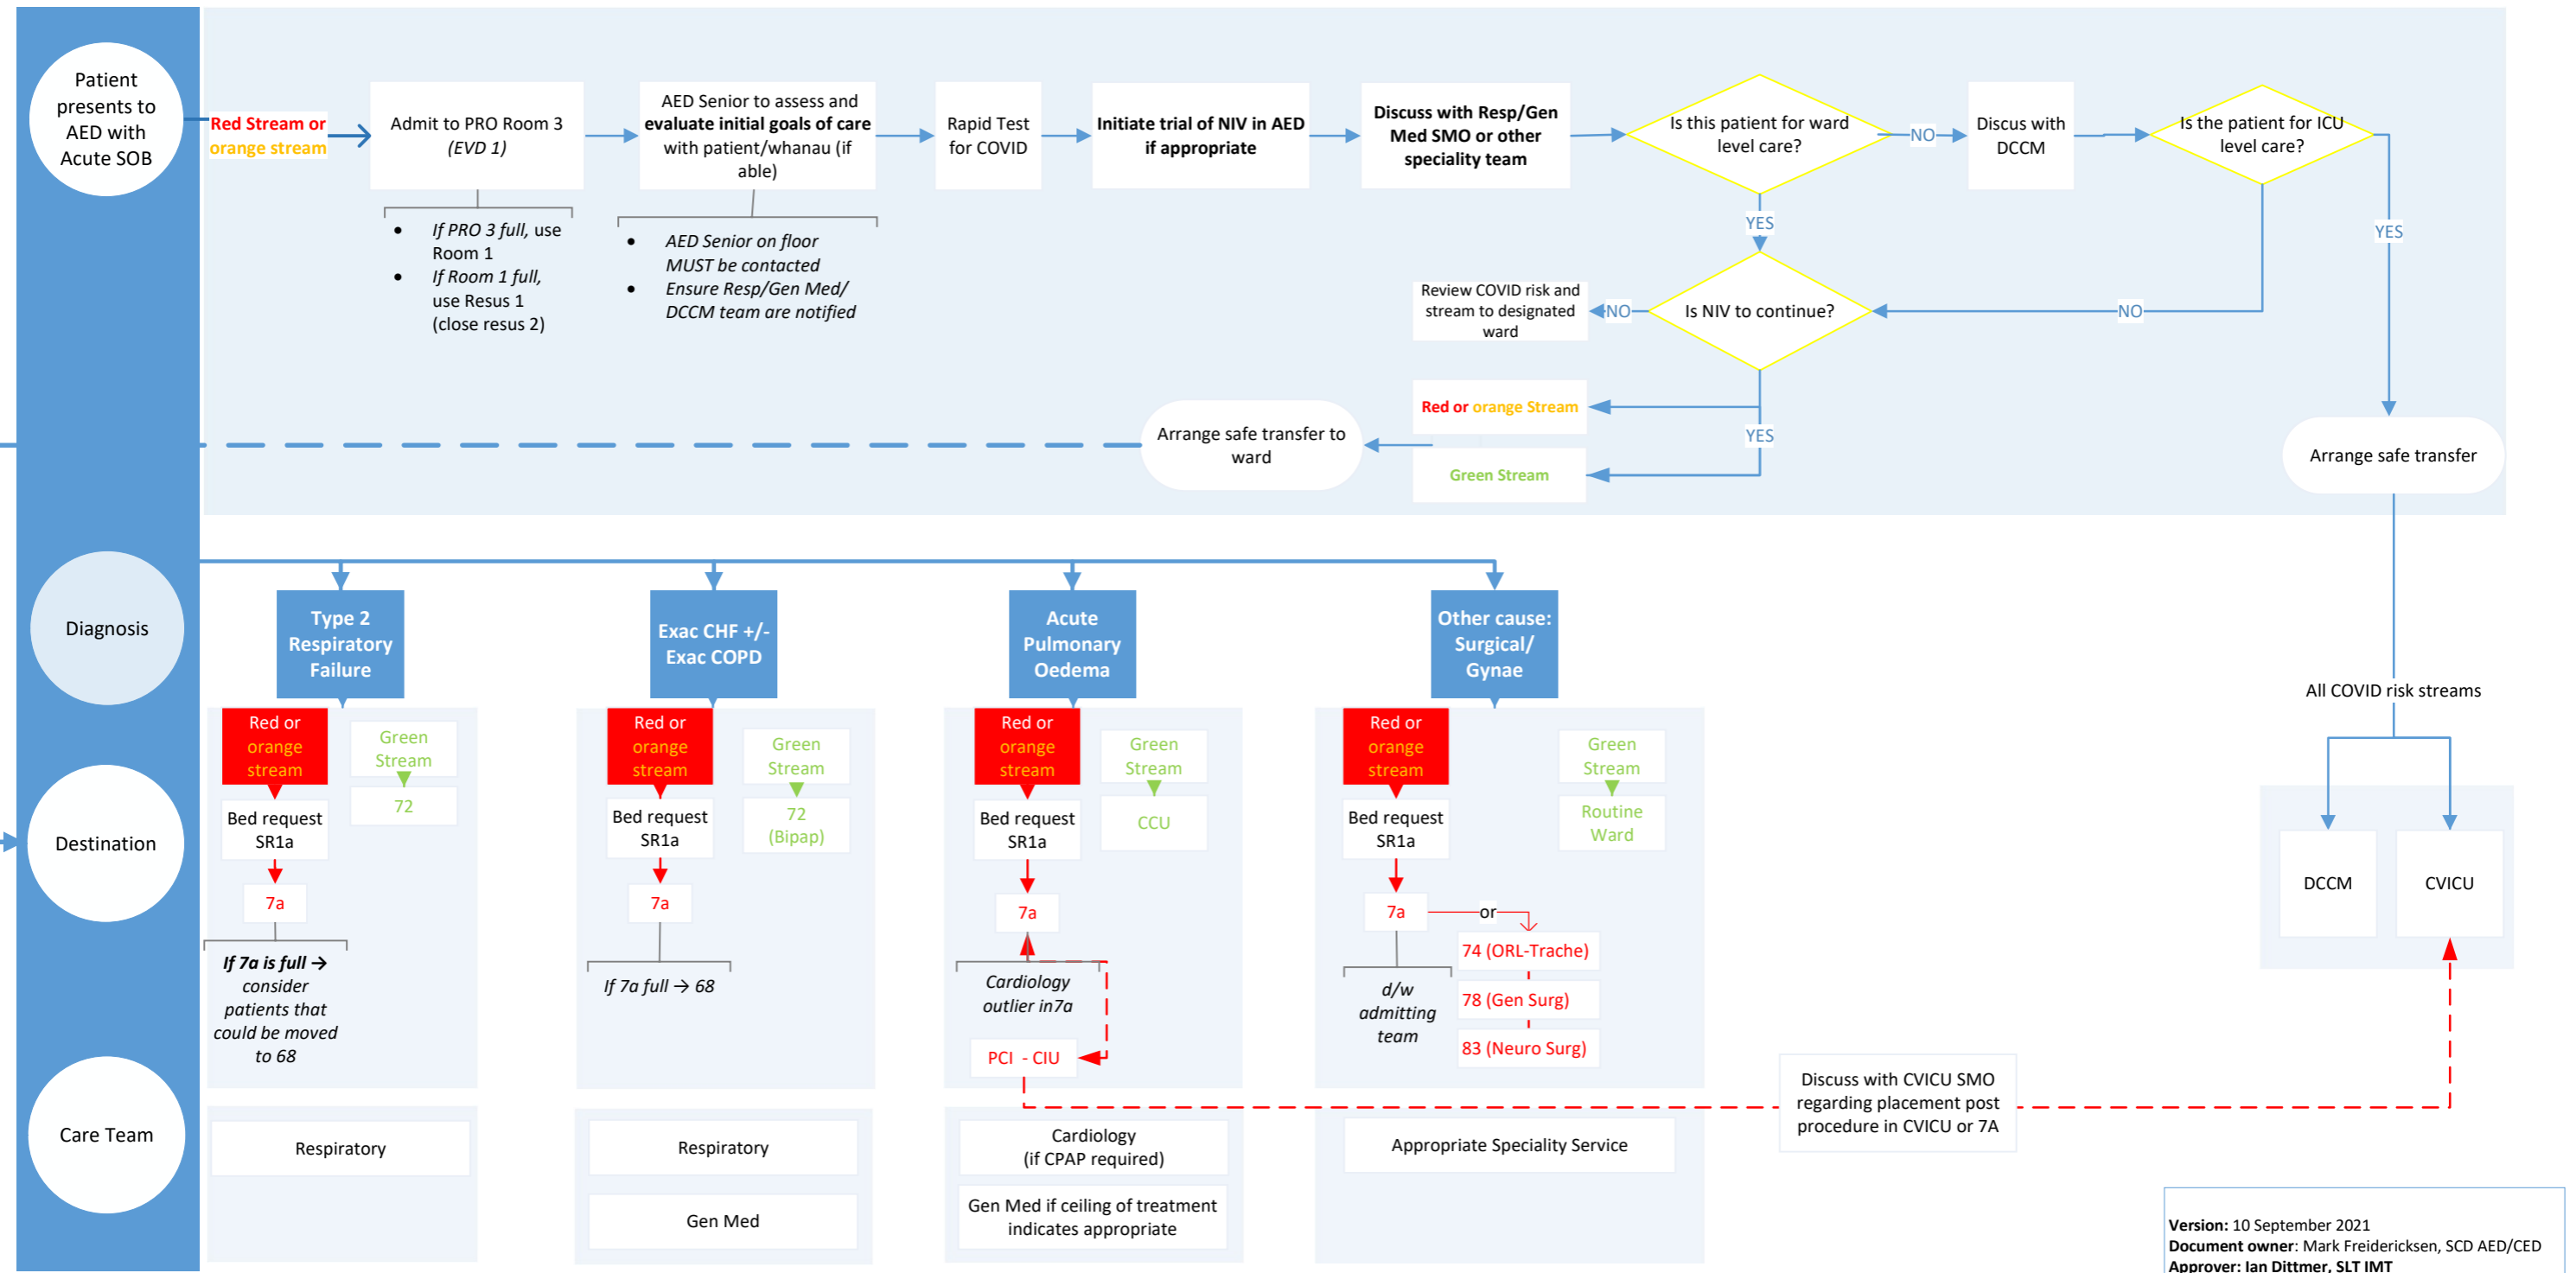 Patient
presents to
AED with
Acute SOB
Red Stream or
orange stream
Admit to PRO Room 3
(EVD 1)
• If PRO 3 full, use
Room 1
• If Room 1 full,
use Resus 1
(close resus 2)
AED Senior to assess and
evaluate initial goals of care
with patient/whanau (if
able)
• AED Senior on floor
MUST be contacted
• Ensure Resp/Gen Med/
DCCM team are notified
Rapid Test
for COVID
Initiate trial of NIV in AED
if appropriate
Discuss with Resp/Gen
Med SMO or other
speciality team
Is this patient for ward
level care?
NO
Discus with
DCCM
Is the patient for ICU
level care?
YES
YES
NO
Is NIV to continue?
NO
Review COVID risk and
stream to designated
ward
YES
Red or orange Stream
Green Stream
Arrange safe transfer to
ward
Arrange safe transfer
All COVID risk streams
DCCM
CVICU
Diagnosis
Type 2
Respiratory
Failure
Exac CHF +/-
Exac COPD
Acute
Pulmonary
Oedema
Other cause:
Surgical/
Gynae
Destination
Red or
orange
stream
Bed request
SR1a
7a
If 7a is full →
consider
patients that
could be moved
to 68
Green
Stream
72
Red or
orange
stream
Bed request
SR1a
7a
If 7a full → 68
Green
Stream
72
(Bipap)
Red or
orange
stream
Bed request
SR1a
7a
Cardiology
outlier in7a
PCI - CIU
Green
Stream
CCU
Red or
orange
stream
Bed request
SR1a
7a
or
d/w
admitting
team
74 (ORL-Trache)
78 (Gen Surg)
83 (Neuro Surg)
Green
Stream
Routine
Ward
Discuss with CVICU SMO
regarding placement post
procedure in CVICU or 7A
Care Team
Respiratory
Respiratory
Gen Med
Cardiology
(if CPAP required)
Gen Med if ceiling of treatment
indicates appropriate
Appropriate Speciality Service
Version: 10 September 2021
Document owner: Mark Freidericksen, SCD AED/CED
Approver: Ian Dittmer, SLT IMT